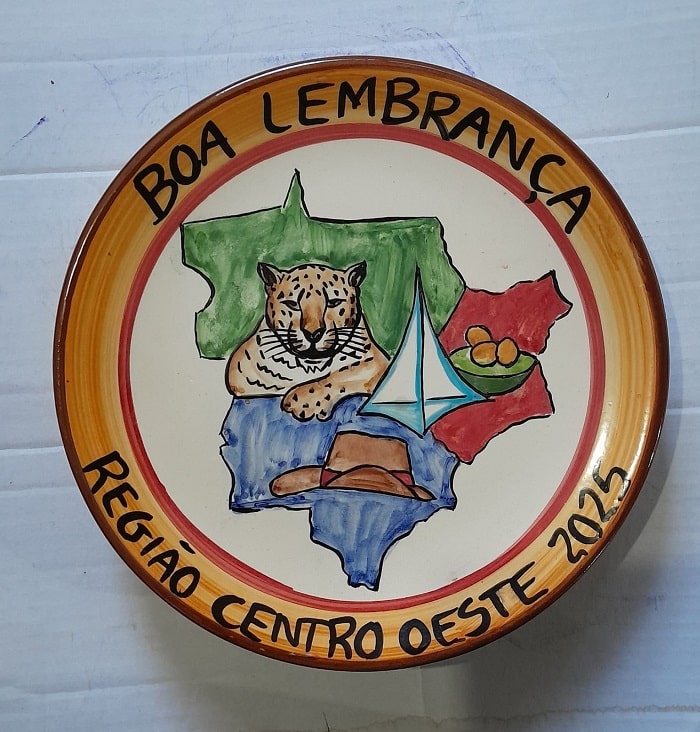 BOA LEMBRANÇA
REGIÃO CENTRO OESTE 2025